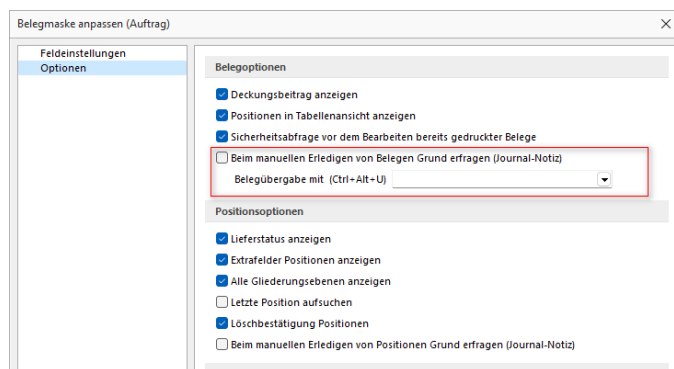 Belegmaske anpassen (Auftrag)
Feldeinstellungen
Optionen
Belegoptionen
Deckungsbeitrag anzeigen
Positionen in Tabellenansicht anzeigen
Sicherheitsabfrage vor dem Bearbeiten bereits gedruckter Belege
Beim manuellen Erledigen von Belegen Grund erfragen (Journal-Notiz)
Belegübergabe mit (Ctrl+Alt+U)
Positionsoptionen
Lieferstatus anzeigen
Extrafelder Positionen anzeigen
Alle Gliederungsebenen anzeigen
Letzte Position aufsuchen
Löschbestätigung Positionen
Beim manuellen Erledigen von Positionen Grund erfragen (Journal-Notiz)